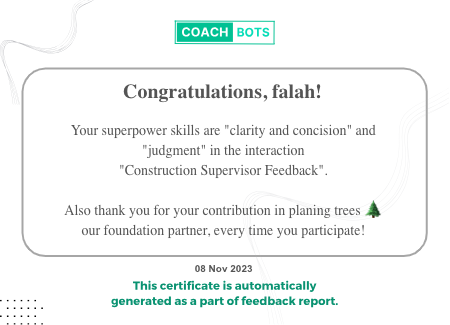 COACH BOTS
Congratulations, falah!
Your superpower skills are "clarity and concision" and
"judgment" in the interaction
"Construction Supervisor Feedback".
Also thank you for your contribution in planing trees 🌲
our foundation partner, every time you participate!
08 Nov 2023
This certificate is automatically
generated as a part of feedback report.